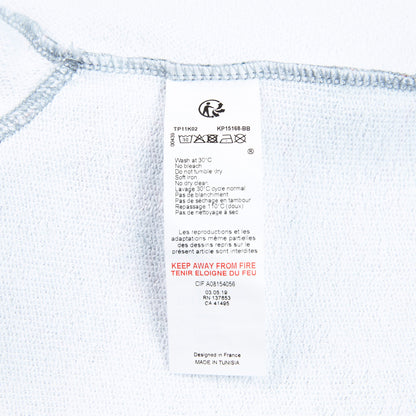 TP11K02 KP15168-BB
00439
®
Wash at 30°C
No bleach
Do not tumble dry
Soft iron
No dry clean
Lavage 30°C cycle normal
Pas de blanchiment
Pas de séchage en tambour
Repassage 110°C (doux)
Pas de nettoyage à sec
Les reproductions et les
adaptations même partielles
des dessins repris sur le
présent article sont interdites
KEEP AWAY FROM FIRE
TENIR ELOIGNE DU FEU
CIF A08154056
03.05.19
RN 137853
CA 41495
Designed in France
MADE IN TUNISIA